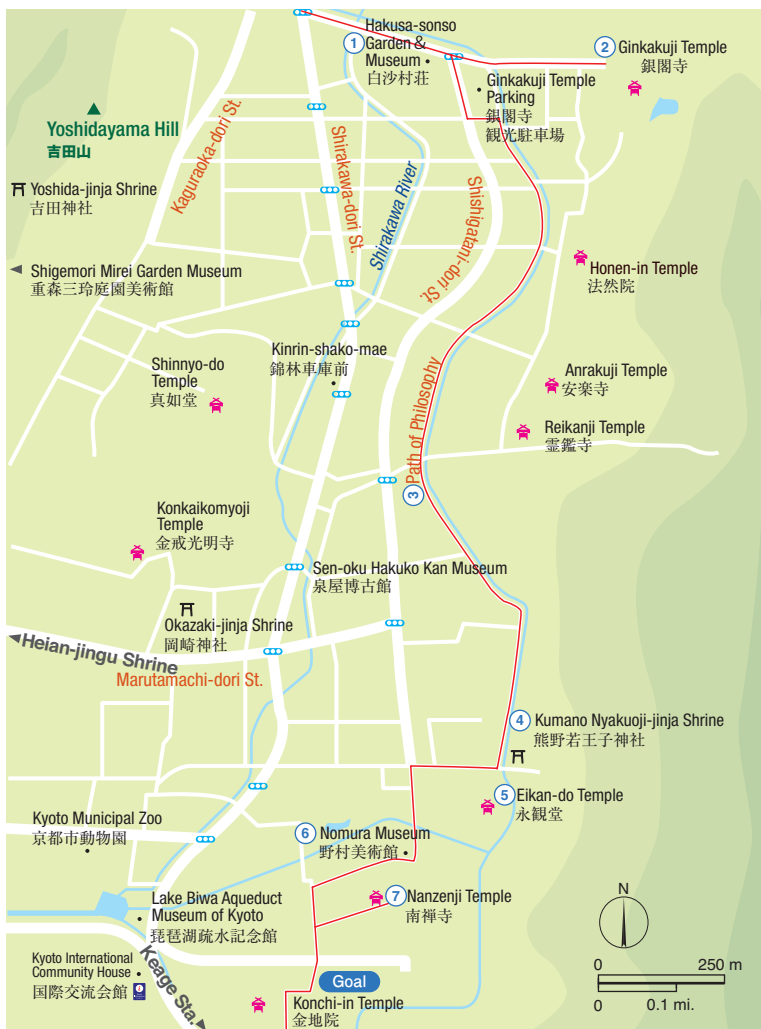 Hakusa-sonso
1 Garden &
Museum
白沙村荘
2 Ginkakuji Temple
銀閣寺
Ginkakuji Temple
Parking
銀閣寺
観光駐車場
Yoshidayama Hill
吉田山
Kaguraoka-dori St.
Shirakawa-dori St.
Shirakawa River
Shishigatani-dori St.
Yoshida-jinja Shrine
吉田神社
Shigemori Mirei Garden Museum
重森三玲庭園美術館
Honen-in Temple
法然院
Kinrin-shako-mae
錦林車庫前
Shinnyo-do
Temple
真如堂
Anrakuji Temple
安楽寺
Reikanji Temple
霊鑑寺
3 Path of Philosophy
Konkaikomyoji
Temple
金戒光明寺
Sen-oku Hakuko Kan Museum
泉屋博古館
Okazaki-jinja Shrine
岡崎神社
Heian-jingu Shrine
Marutamachi-dori St.
4 Kumano Nyakuoji-jinja Shrine
熊野若王子神社
5 Eikan-do Temple
永観堂
Kyoto Municipal Zoo
京都市動物園
6 Nomura Museum
野村美術館
7 Nanzenji Temple
南禅寺
Lake Biwa Aqueduct
Museum of Kyoto
琵琶湖疏水記念館
Kyoto International
Community House
国際交流会館
Keage Sta.
Goal
Konchi-in Temple
金地院
N
0 250 m
0 0.1 mi.